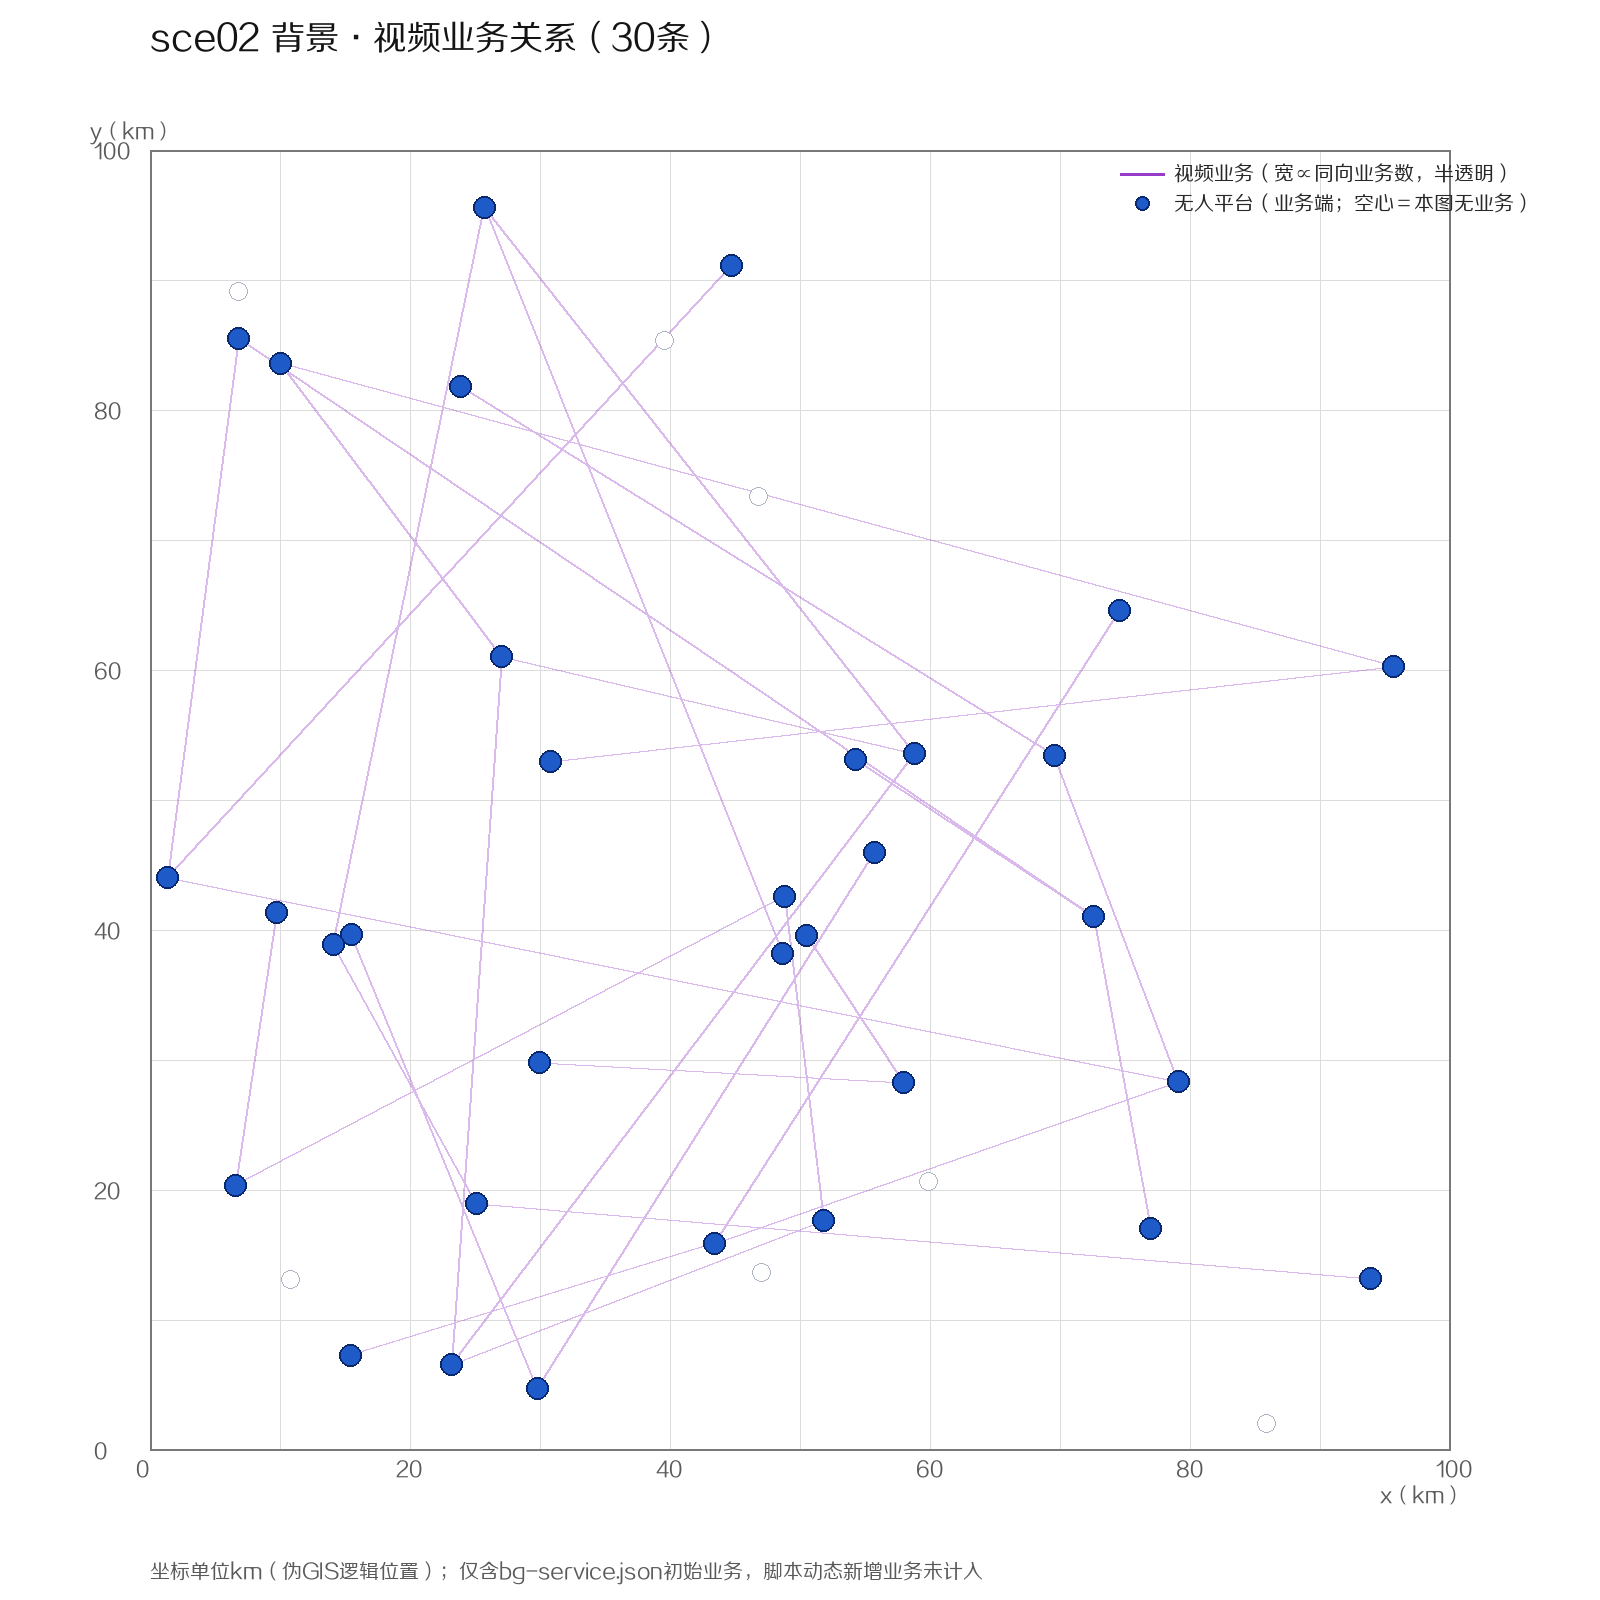 sce02 背景·视频业务关系（30条）
y（km）
100
视频业务（宽∝同向业务数，半透明）
无人平台（业务端；空心＝本图无业务）
80
60
40
20
0
0 20 40 60 80 100
x（km）
坐标单位km（伪GIS逻辑位置）；仅含bg-service.json初始业务，脚本动态新增业务未计入